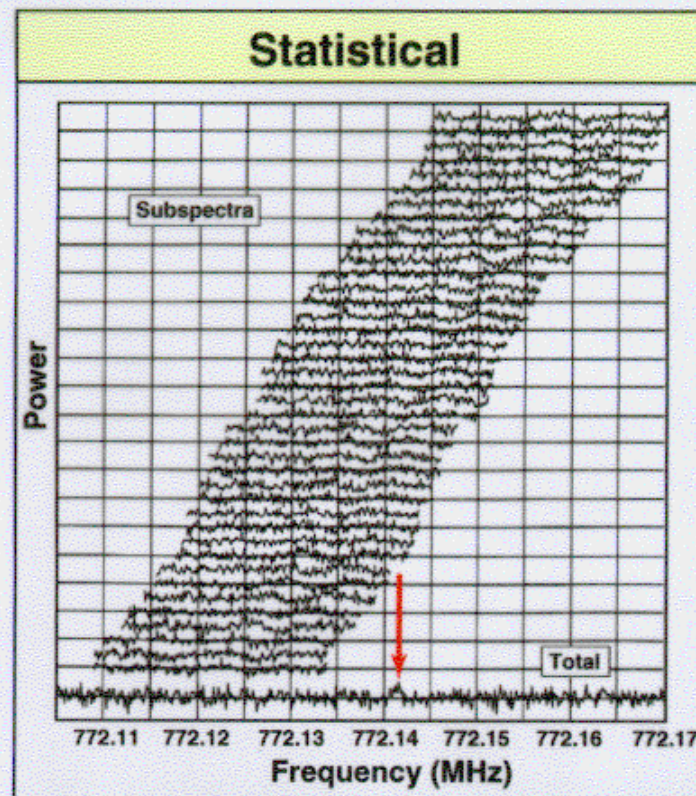 Statistical
Subspectra
Power
Total
772.11 772.12 772.13 772.14 772.15 772.16 772.17
Frequency (MHz)